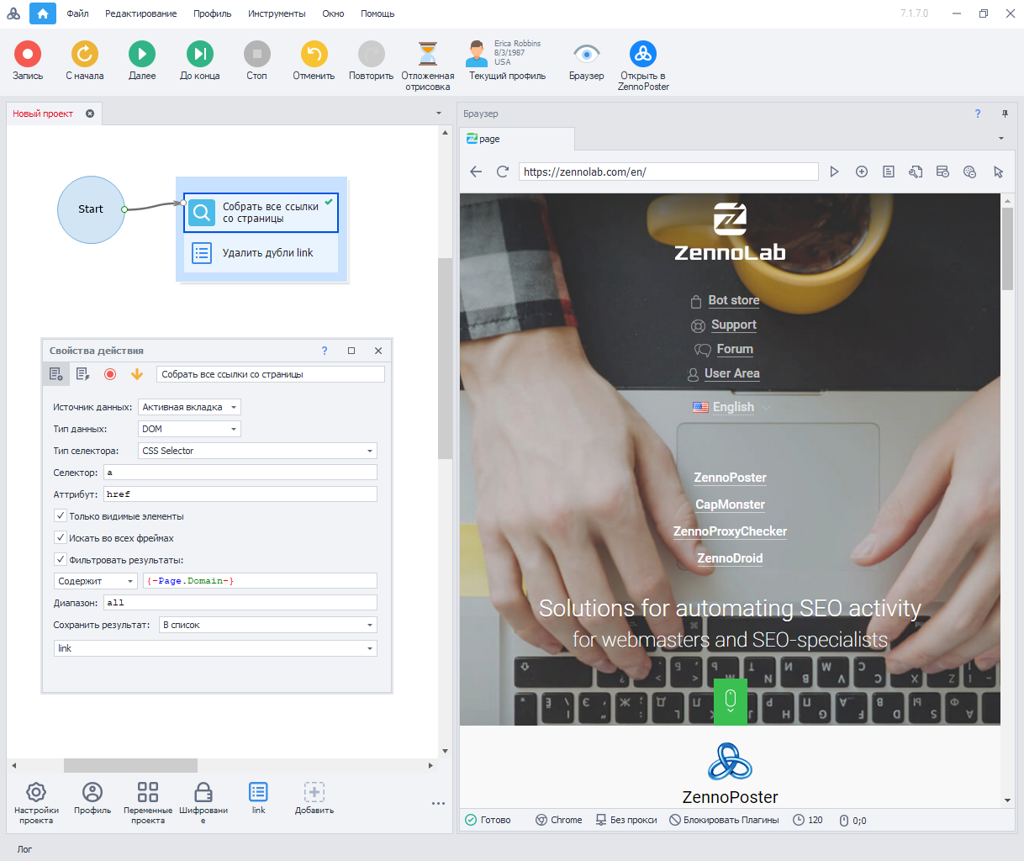 Файл Редактирование Профиль Инструменты Окно Помощь 7.1.7.0
Запись
С начала
Далее
До конца
Стоп
Отменить
Повторить
Отложенная
отрисовка
Erica Robbins
8/3/1987
USA
Текущий профиль
Браузер
Открыть в
ZennoPoster
Новый проект
Start
Собрать все ссылки
со страницы
Удалить дубли link
Свойства действия ?
Собрать все ссылки со страницы
Источник данных: Активная вкладка
Тип данных: DOM
Тип селектора: CSS Selector
Селектор: a
Аттрибут: href
Только видимые элементы
Искать во всех фреймах
Фильтровать результаты:
Содержит {-Page.Domain-}
Диапазон: all
Сохранить результат: В список
link
Настройки
проекта
Профиль
Переменные
проекта
Шифровани
е
link
Добавить
Лог
Браузер ?
page
https://zennolab.com/en/
ZennoLab
Bot store
Support
Forum
User Area
English
ZennoPoster
CapMonster
ZennoProxyChecker
ZennoDroid
Solutions for automating SEO activity
for webmasters and SEO-specialists
ZennoPoster
Готово Chrome Без прокси Блокировать Плагины 120 0;0